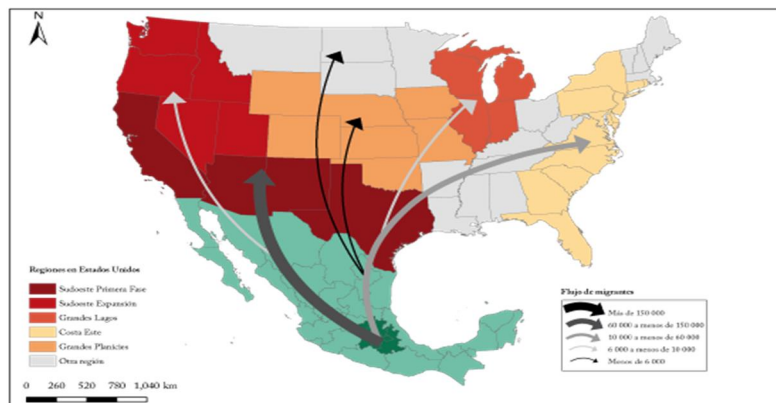 N
Regiones en Estados Unidos
Sudoeste Primera Fase
Sudoeste Expansión
Grandes Lagos
Costa Este
Grandes Planicies
Otra región
0 260 520 780 1,040 km
Flujo de migrantes
Más de 150 000
60 000 a menos de 150 000
10 000 a menos de 60 000
6 000 a menos de 10 000
Menos de 6 000